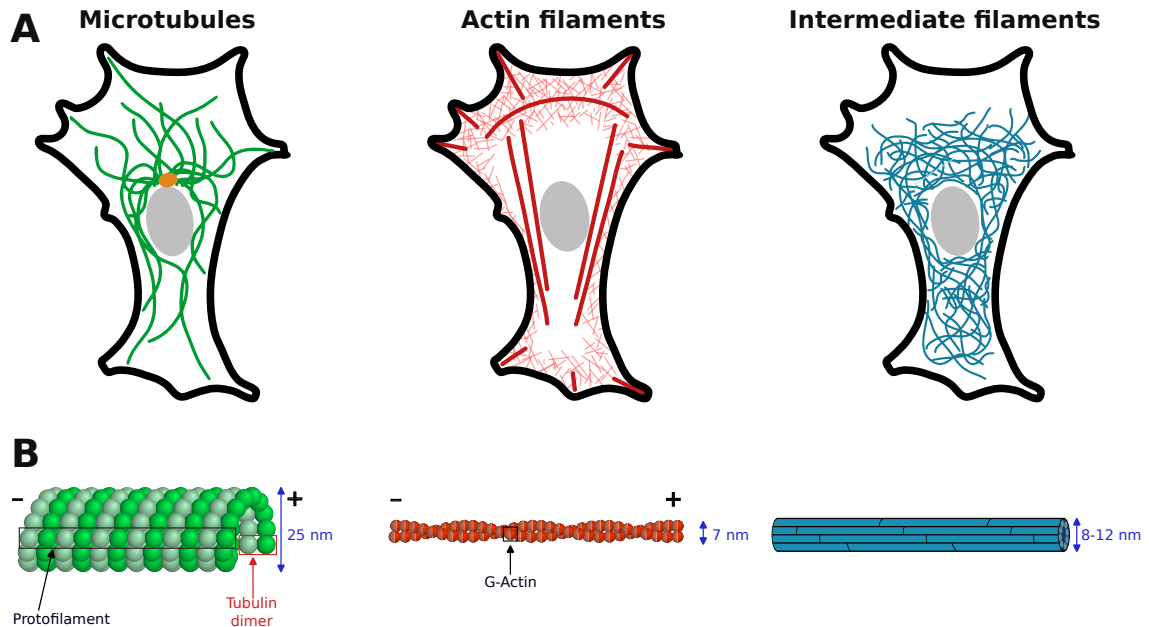 A
Microtubules
Actin filaments
Intermediate filaments
B
– +
25 nm
Protofilament
Tubulin
dimer
– +
7 nm
G-Actin
8-12 nm